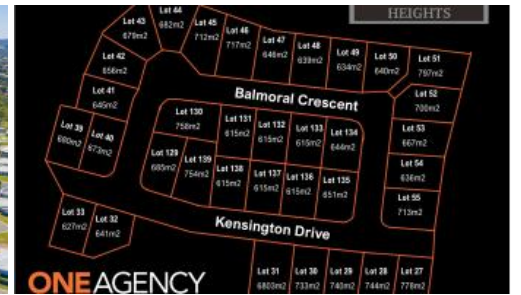 HEIGHTS
Lot 43
679m2
Lot 44
682m2
Lot 45
712m2
Lot 46
717m2
Lot 47
646m2
Lot 48
639m2
Lot 49
634m2
Lot 50
640m2
Lot 51
797m2
Lot 42
656m2
Lot 41
645m2
Lot 52
700m2
Balmoral Crescent
Lot 39
680m2
Lot 40
673m2
Lot 130
758m2
Lot 131
615m2
Lot 132
615m2
Lot 133
615m2
Lot 134
644m2
Lot 53
667m2
Lot 129
685m2
Lot 139
754m2
Lot 138
615m2
Lot 137
615m2
Lot 136
615m2
Lot 135
651m2
Lot 54
636m2
Lot 55
713m2
Lot 33
627m2
Lot 32
641m2
Kensington Drive
Lot 31
6803m2
Lot 30
733m2
Lot 29
740m2
Lot 28
744m2
Lot 27
778m2
ONEAGENCY